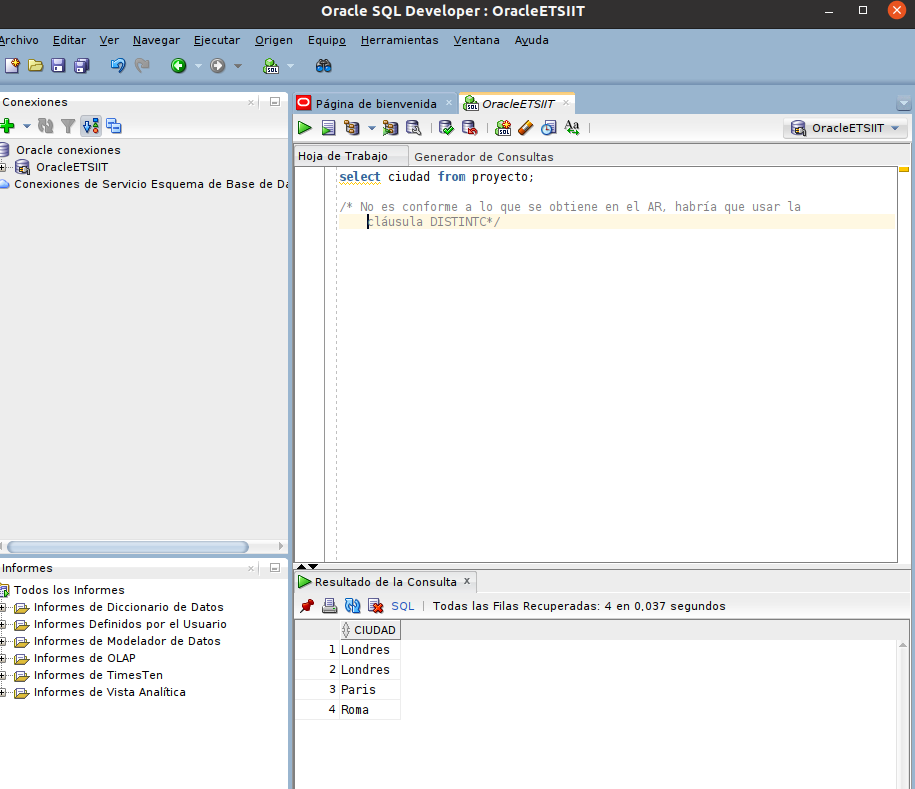 Oracle SQL Developer : OracleETSIIT
Archivo Editar Ver Navegar Ejecutar Origen Equipo Herramientas Ventana Ayuda
Conexiones
Oracle conexiones
OracleETSIIT
Conexiones de Servicio Esquema de Base de Da
Página de bienvenida
OracleETSIIT
OracleETSIIT
Hoja de Trabajo Generador de Consultas
select ciudad from proyecto;
/* No es conforme a lo que se obtiene en el AR, habría que usar la
cláusula DISTINTC*/
Informes
Todos los Informes
Informes de Diccionario de Datos
Informes Definidos por el Usuario
Informes de Modelador de Datos
Informes de OLAP
Informes de TimesTen
Informes de Vista Analítica
Resultado de la Consulta x
SQL | Todas las Filas Recuperadas: 4 en 0,037 segundos
CIUDAD
1 Londres
2 Londres
3 Paris
4 Roma